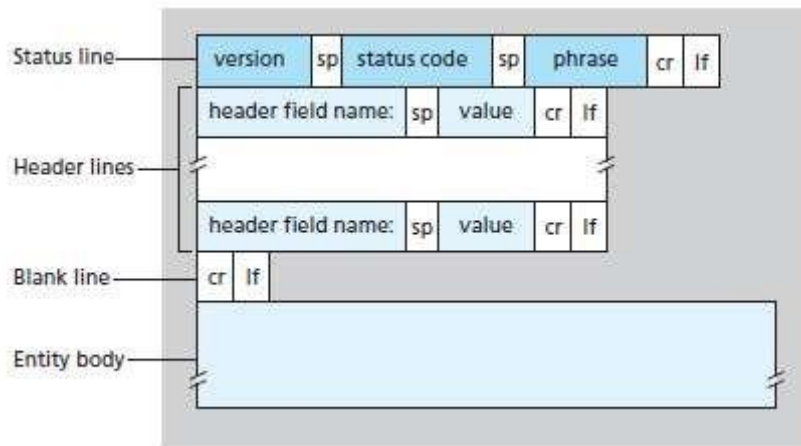 Status line version sp status code sp phrase cr lf
header field name: sp value cr lf
Header lines
header field name: sp value cr lf
Blank line cr lf
Entity body